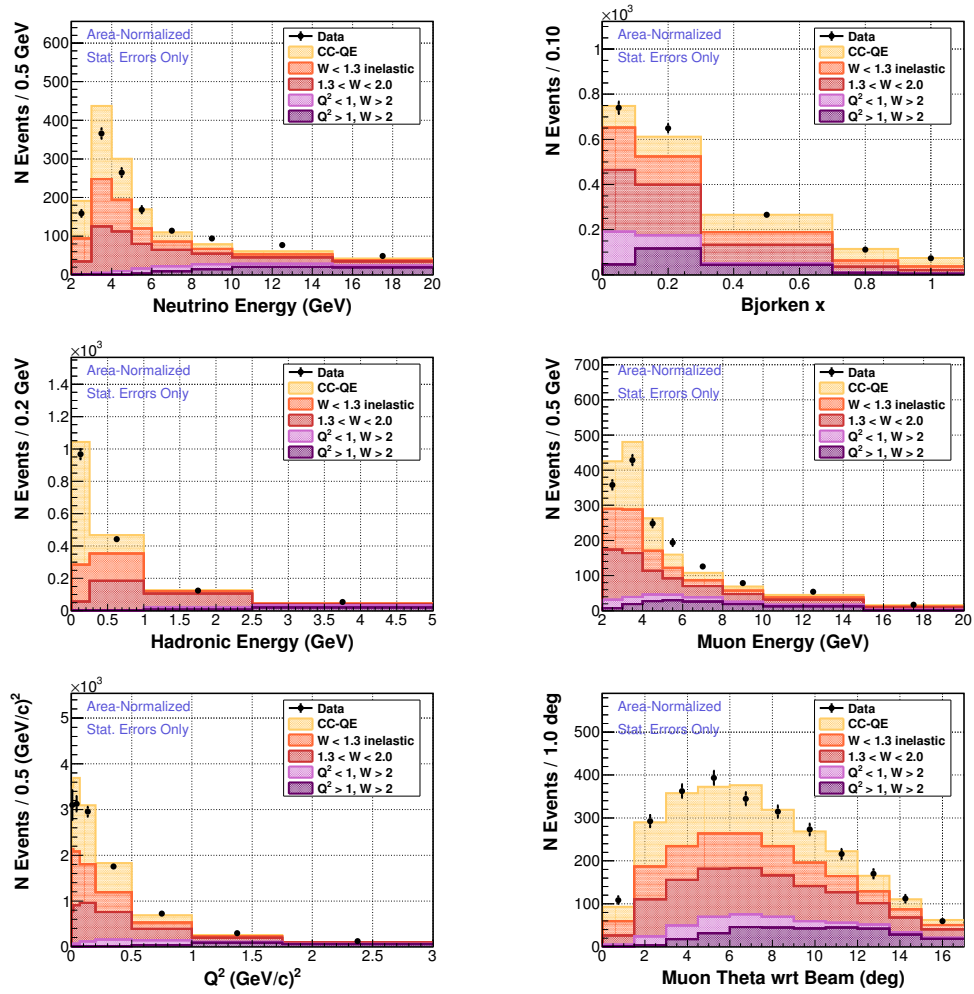 N Events / 0.5 GeV
Area-Normalized
Stat. Errors Only
Data
CC-QE
W < 1.3 inelastic
1.3 < W < 2.0
Q² < 1, W > 2
Q² > 1, W > 2
600
500
400
300
200
100
0
2 4 6 8 10 12 14 16 18 20
Neutrino Energy (GeV)
×10³
N Events / 0.10
Area-Normalized
Stat. Errors Only
Data
CC-QE
W < 1.3 inelastic
1.3 < W < 2.0
Q² < 1, W > 2
Q² > 1, W > 2
1
0.8
0.6
0.4
0.2
0
0 0.2 0.4 0.6 0.8 1
Bjorken x
×10³
N Events / 0.2 GeV
Area-Normalized
Stat. Errors Only
Data
CC-QE
W < 1.3 inelastic
1.3 < W < 2.0
Q² < 1, W > 2
Q² > 1, W > 2
1.4
1.2
1
0.8
0.6
0.4
0.2
0
0 0.5 1 1.5 2 2.5 3 3.5 4 4.5 5
Hadronic Energy (GeV)
N Events / 0.5 GeV
Area-Normalized
Stat. Errors Only
Data
CC-QE
W < 1.3 inelastic
1.3 < W < 2.0
Q² < 1, W > 2
Q² > 1, W > 2
700
600
500
400
300
200
100
0
2 4 6 8 10 12 14 16 18 20
Muon Energy (GeV)
×10³
N Events / 0.5 (GeV/c)²
Area-Normalized
Stat. Errors Only
Data
CC-QE
W < 1.3 inelastic
1.3 < W < 2.0
Q² < 1, W > 2
Q² > 1, W > 2
5
4
3
2
1
0
0 0.5 1 1.5 2 2.5 3
Q² (GeV/c)²
N Events / 1.0 deg
Area-Normalized
Stat. Errors Only
Data
CC-QE
W < 1.3 inelastic
1.3 < W < 2.0
Q² < 1, W > 2
Q² > 1, W > 2
500
400
300
200
100
0
0 2 4 6 8 10 12 14 16
Muon Theta wrt Beam (deg)